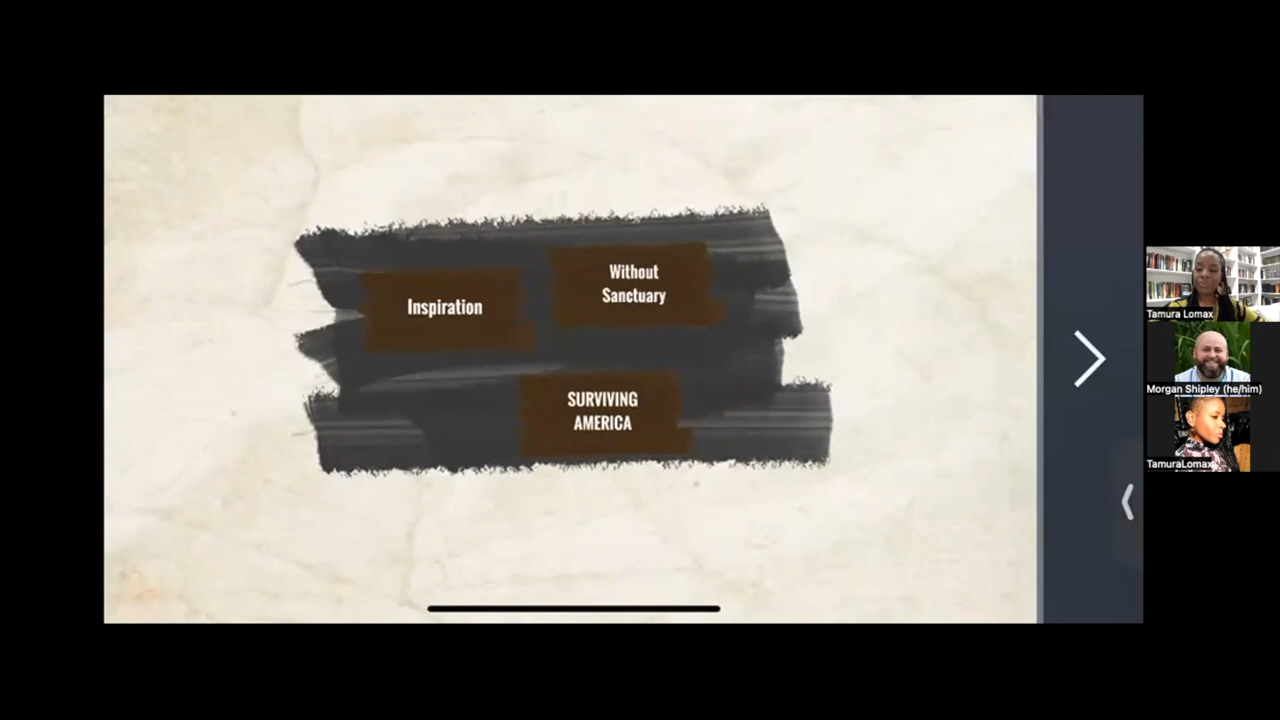 Inspiration
Without
Sanctuary
SURVIVING
AMERICA
Tamura Lomax
Morgan Shipley (he/him)
TamuraLomax